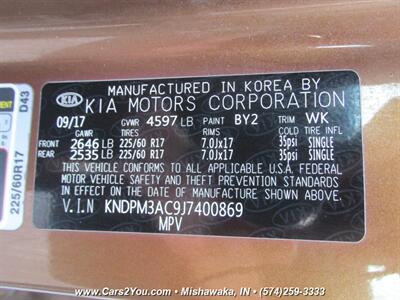 MANUFACTURED IN KOREA BY
KIA KIA MOTORS CORPORATION
09/17 GVWR 4597 LB PAINT BY2 TRIM WK
GAWR TIRES RIMS COLD TIRE INFL
FRONT 2646 LB 225/60 R17 7.0Jx17 35psi SINGLE
REAR 2535 LB 225/60 R17 7.0Jx17 35psi SINGLE
THIS VEHICLE CONFORMS TO ALL APPLICABLE U.S.A FEDERAL
MOTOR VEHICLE SAFETY AND THEFT PREVENTION STANDARDS
IN EFFECT ON THE DATE OF MANUFACTURE SHOWN ABOVE.
V.I.N KNDPM3AC9J7400869
MPV
D43
225/60R17
www.Cars2You.com - Mishawaka, IN - (574)259-3333